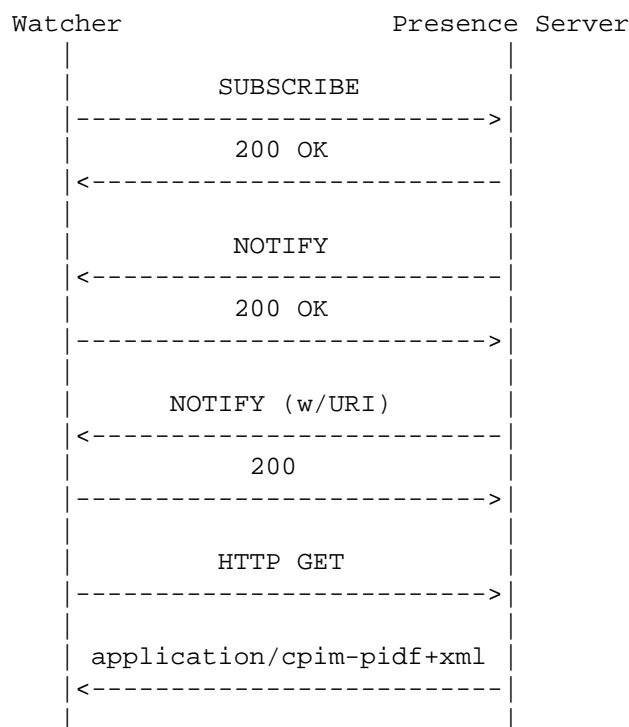 Watcher Presence Server
SUBSCRIBE
200 OK
NOTIFY
200 OK
NOTIFY (w/URI)
200
HTTP GET
application/cpim-pidf+xml